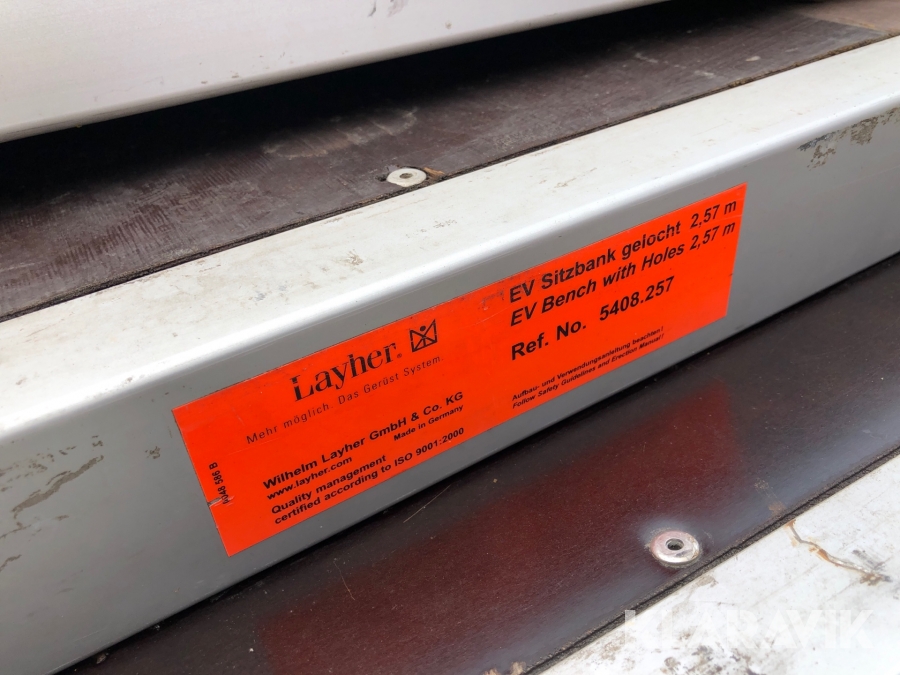 Layher®
Mehr möglich. Das Gerüst System.
Wilhelm Layher GmbH & Co. KG
www.layher.com Made in Germany
Quality management
certified according to ISO 9001:2000
EV Sitzbank gelocht 2,57 m
EV Bench with Holes 2,57 m
Ref. No. 5408.257
Aufbau- und Verwendungsanleitung beachten!
Follow Safety Guidelines and Erection Manual!
KLARAVIK